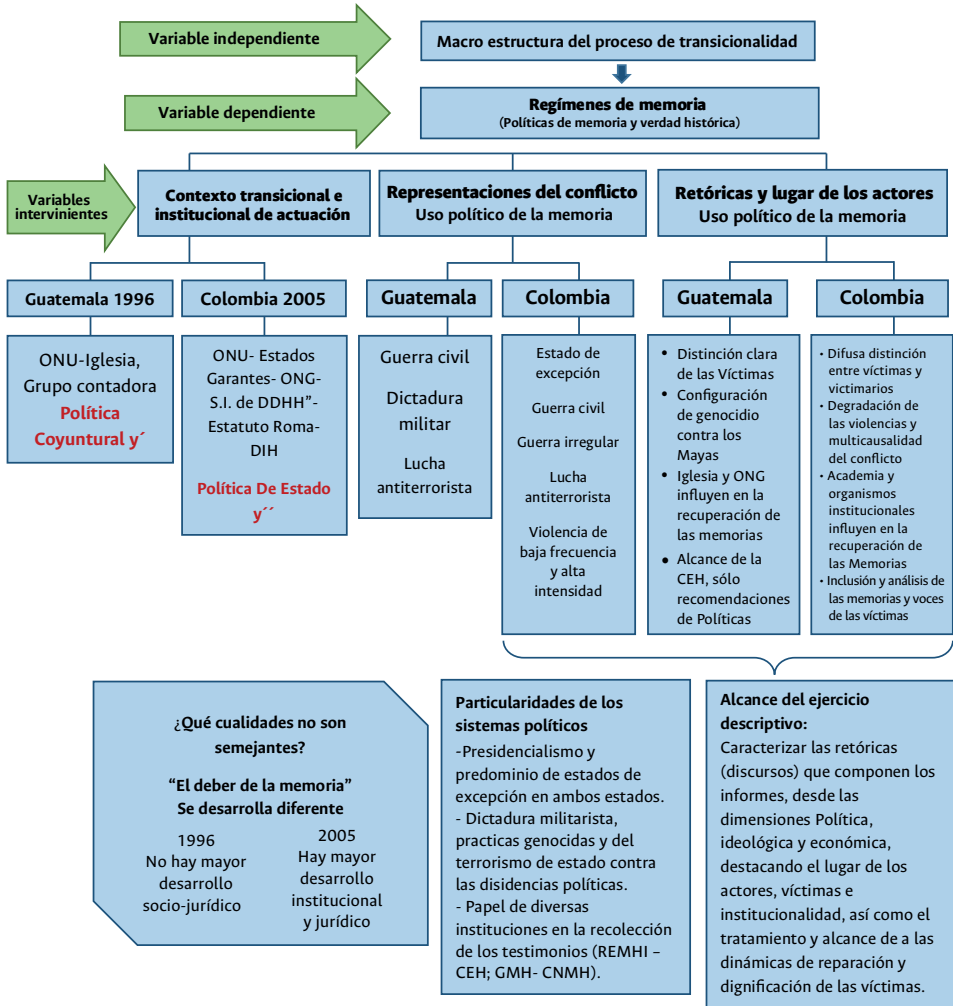 Variable independiente
Macro estructura del proceso de transicionalidad
Variable dependiente
Regímenes de memoria
(Políticas de memoria y verdad histórica)
Variables
intervinientes
Contexto transicional e
institucional de actuación
Representaciones del conflicto
Uso político de la memoria
Retóricas y lugar de los actores
Uso político de la memoria
Guatemala 1996
Colombia 2005
Guatemala
Colombia
Guatemala
Colombia
ONU-Iglesia,
Grupo contadora
Política
Coyuntural y´
ONU- Estados
Garantes- ONG-
S.I. de DDHH”-
Estatuto Roma-
DIH
Política De Estado
y´´
Guerra civil
Dictadura
militar
Lucha
antiterrorista
Estado de
excepción
Guerra civil
Guerra irregular
Lucha
antiterrorista
Violencia de
baja frecuencia
y alta
intensidad
• Distinción clara
de las Víctimas
• Configuración
de genocidio
contra los
Mayas
• Iglesia y ONG
influyen en la
recuperación de
las memorias
• Alcance de la
CEH, sólo
recomendaciones
de Políticas
• Difusa distinción
entre víctimas y
victimarios
• Degradación de
las violencias y
multicausalidad
del conflicto
• Academia y
organismos
institucionales
influyen en la
recuperación de
las Memorias
• Inclusión y análisis de
las memorias y voces
de las víctimas
¿Qué cualidades no son
semejantes?
“El deber de la memoria”
Se desarrolla diferente
1996
No hay mayor
desarrollo
socio-jurídico
2005
Hay mayor
desarrollo
institucional
y jurídico
Particularidades de los
sistemas políticos
-Presidencialismo y
predominio de estados de
excepción en ambos estados.
- Dictadura militarista,
practicas genocidas y del
terrorismo de estado contra
las disidencias políticas.
- Papel de diversas
instituciones en la recolección
de los testimonios (REMHI –
CEH; GMH- CNMH).
Alcance del ejercicio
descriptivo:
Caracterizar las retóricas
(discursos) que componen los
informes, desde las
dimensiones Política,
ideológica y económica,
destacando el lugar de los
actores, víctimas e
institucionalidad, así como el
tratamiento y alcance de a las
dinámicas de reparación y
dignificación de las víctimas.